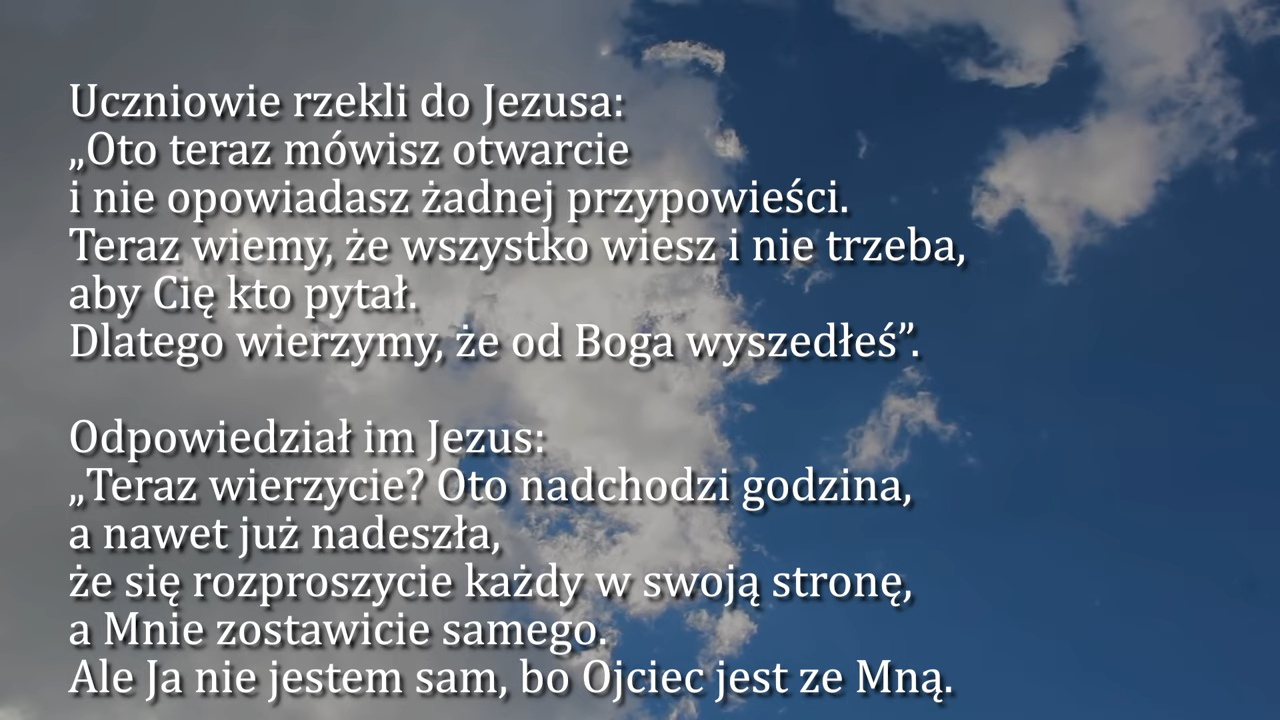 Uczniowie rzekli do Jezusa:
„Oto teraz mówisz otwarcie
i nie opowiadasz żadnej przypowieści.
Teraz wiemy, że wszystko wiesz i nie trzeba,
aby Cię kto pytał.
Dlatego wierzymy, że od Boga wyszedłeś”.
Odpowiedział im Jezus:
„Teraz wierzycie? Oto nadchodzi godzina,
a nawet już nadeszła,
że się rozproszycie każdy w swoją stronę,
a Mnie zostawicie samego.
Ale Ja nie jestem sam, bo Ojciec jest ze Mną.